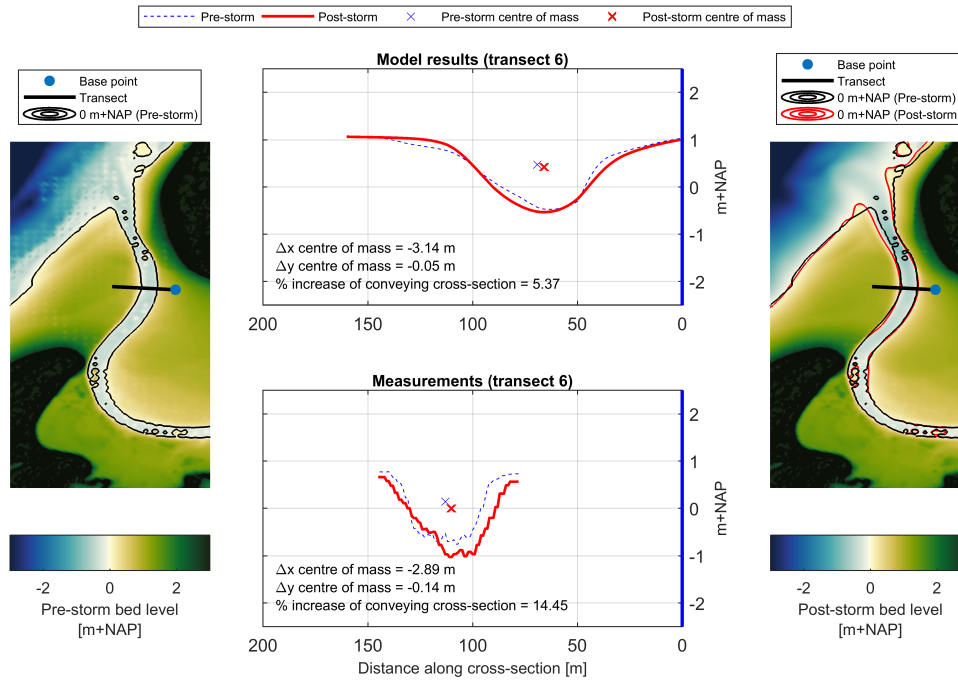 Pre-storm Post-storm Pre-storm centre of mass Post-storm centre of mass
Base point
Transect
0 m+NAP (Pre-storm)
-2 0 2
Pre-storm bed level
[m+NAP]
Model results (transect 6)
2
1
0
-1
-2
m+NAP
Δx centre of mass = -3.14 m
Δy centre of mass = -0.05 m
% increase of conveying cross-section = 5.37
200 150 100 50 0
Measurements (transect 6)
2
1
0
-1
-2
m+NAP
Δx centre of mass = -2.89 m
Δy centre of mass = -0.14 m
% increase of conveying cross-section = 14.45
200 150 100 50 0
Distance along cross-section [m]
Base point
Transect
0 m+NAP (Pre-storm)
0 m+NAP (Post-storm
-2 0 2
Post-storm bed level
[m+NAP]